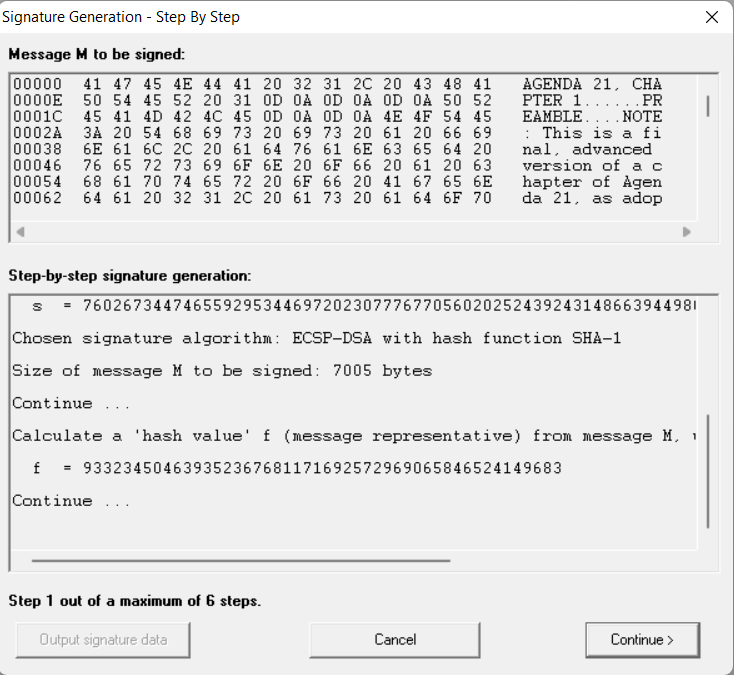 Signature Generation - Step By Step
Message M to be signed:
00000 41 47 45 4E 44 41 20 32 31 2C 20 43 48 41 AGENDA 21, CHA
0000E 50 54 45 52 20 31 0D 0A 0D 0A 0D 0A 50 52 PTER 1......PR
0001C 45 41 4D 42 4C 45 0D 0A 0D 0A 4E 4F 54 45 EAMBLE....NOTE
0002A 3A 20 54 68 69 73 20 69 73 20 61 20 66 69 : This is a fi
00038 6E 61 6C 2C 20 61 64 76 61 6E 63 65 64 20 nal, advanced
00046 76 65 72 73 69 6F 6E 20 6F 66 20 61 20 63 version of a c
00054 68 61 70 74 65 72 20 6F 66 20 41 67 65 6E hapter of Agen
00062 64 61 20 32 31 2C 20 61 73 20 61 64 6F 70 da 21, as adop
Step-by-step signature generation:
s = 7602673447465592953446972023077767705602025243924314866394498
Chosen signature algorithm: ECSP-DSA with hash function SHA-1
Size of message M to be signed: 7005 bytes
Continue ...
Calculate a 'hash value' f (message representative) from message M,
f = 933234504639352367681171692572969065846524149683
Continue ...
Step 1 out of a maximum of 6 steps.
Output signature data
Cancel
Continue >